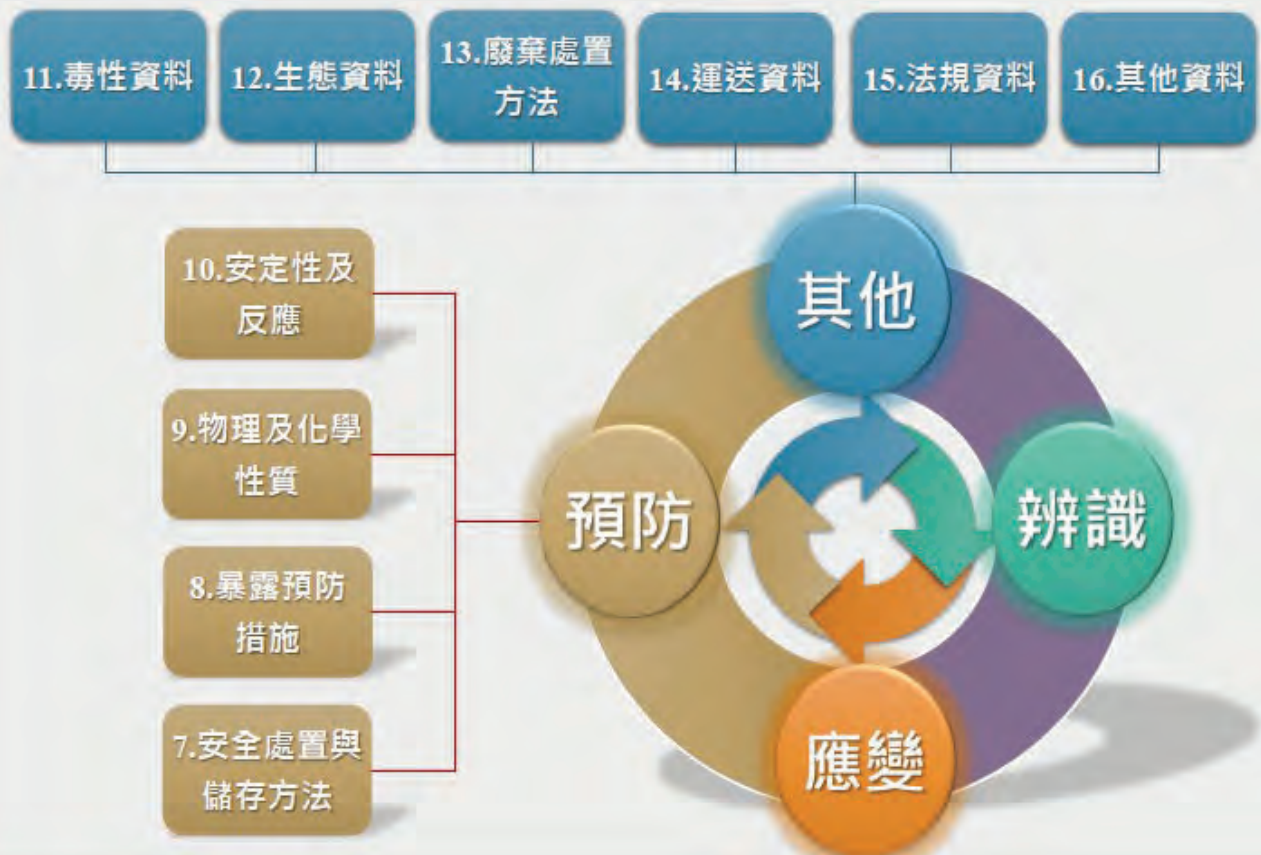 11.毒性資料
12.生態資料
13.廢棄處置
方法
14.運送資料
15.法規資料
16.其他資料
10.安定性及
反應
9.物理及化學
性質
8.暴露預防
措施
7.安全處置與
儲存方法
其他
預防
辨識
應變